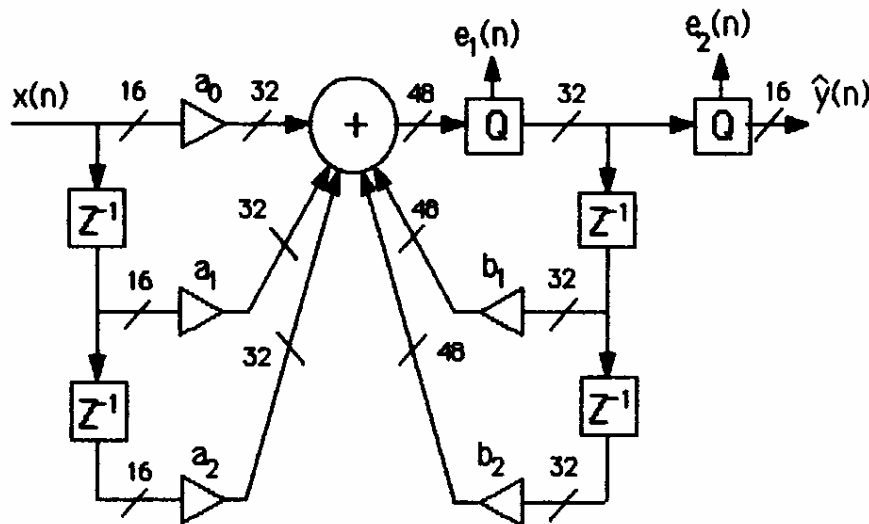 e₁(n) e₂(n)
x(n) 16 a₀ 32 + 48 Q 32 Q 16 ŷ(n)
Z⁻¹ 32 48 Z⁻¹
16 a₁ b₁ 32
Z⁻¹ 32 48 Z⁻¹
16 a₂ b₂ 32